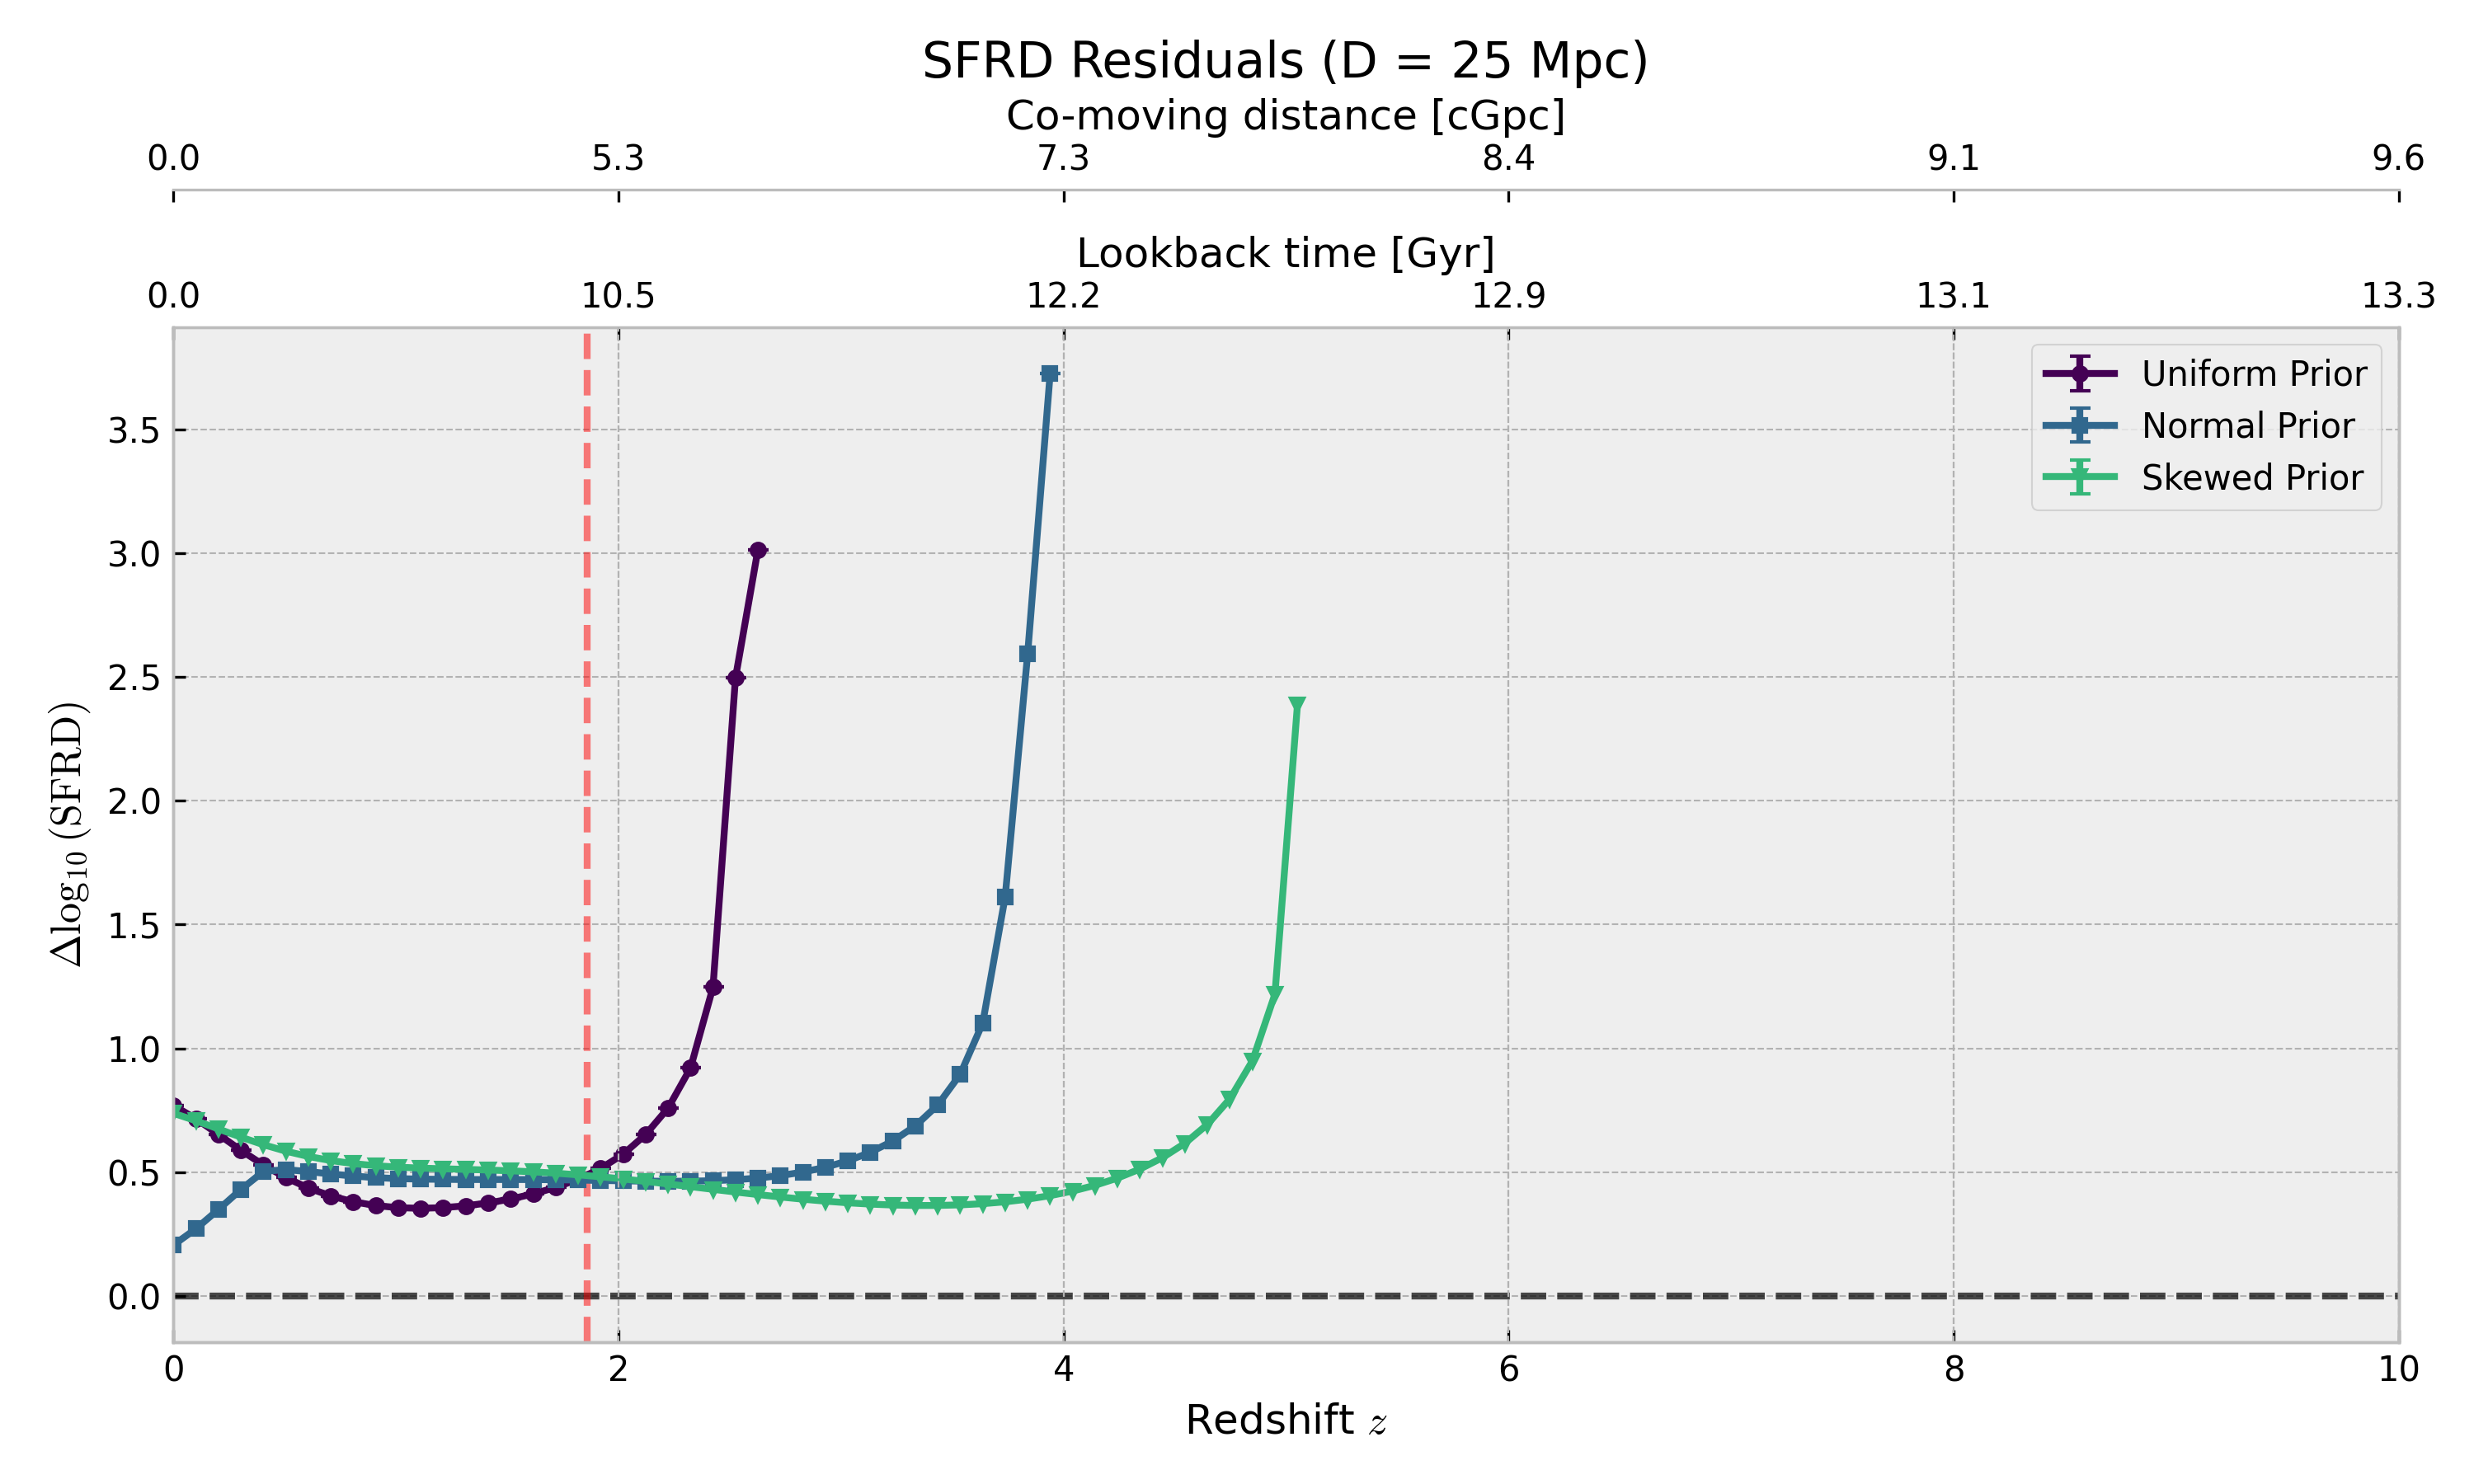 SFRD Residuals (D = 25 Mpc)
Co-moving distance [cGpc]
0.0 5.3 7.3 8.4 9.1 9.6
Lookback time [Gyr]
0.0 10.5 12.2 12.9 13.1 13.3
Uniform Prior
Normal Prior
Skewed Prior
3.5
3.0
2.5
2.0
1.5
1.0
0.5
0.0
Δlog₁₀(SFRD)
0 2 4 6 8 10
Redshift z